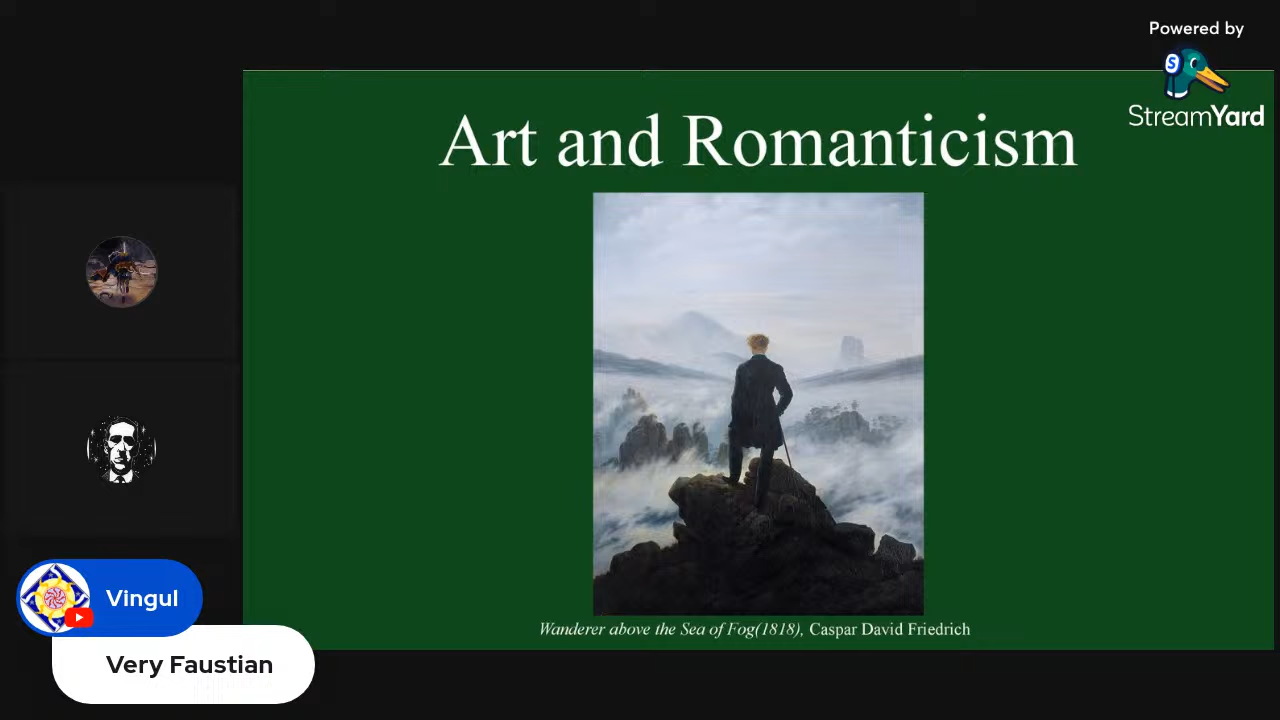 Powered by
S
StreamYard
Art and Romanticism
Wanderer above the Sea of Fog(1818), Caspar David Friedrich
Vingul
Very Faustian